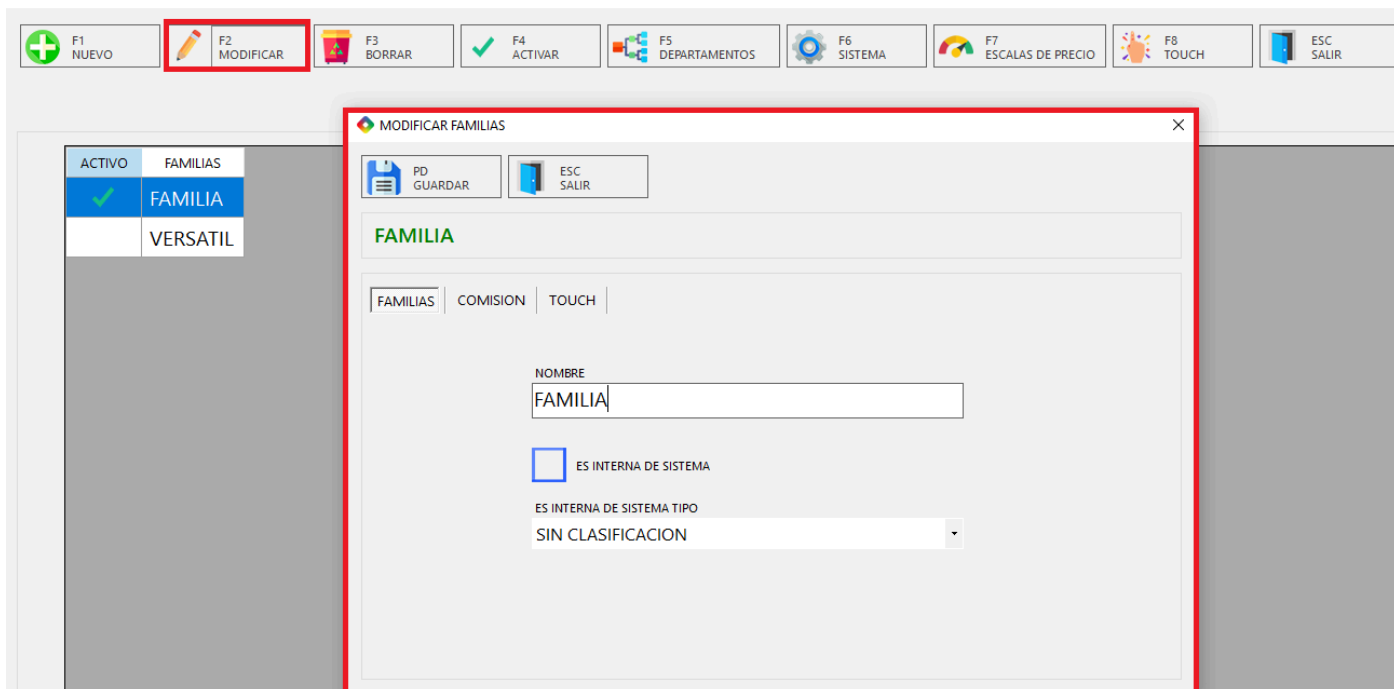 F1 NUEVO
F2 MODIFICAR
F3 BORRAR
F4 ACTIVAR
F5 DEPARTAMENTOS
F6 SISTEMA
F7 ESCALAS DE PRECIO
F8 TOUCH
ESC SALIR
ACTIVO FAMILIAS
FAMILIA
VERSATIL
MODIFICAR FAMILIAS
PD GUARDAR
ESC SALIR
FAMILIA
FAMILIAS COMISION TOUCH
NOMBRE
FAMILIA
ES INTERNA DE SISTEMA
ES INTERNA DE SISTEMA TIPO
SIN CLASIFICACION